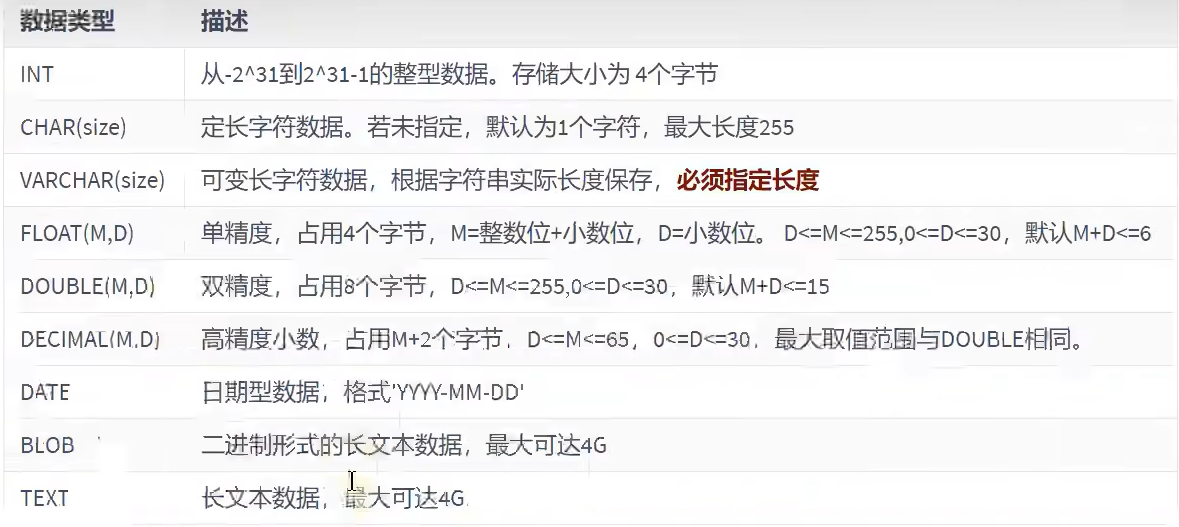 数据类型 描述
INT 从-2^31到2^31-1的整型数据。存储大小为 4个字节
CHAR(size) 定长字符数据。若未指定，默认为1个字符，最大长度255
VARCHAR(size) 可变长字符数据，根据字符串实际长度保存，必须指定长度
FLOAT(M,D) 单精度，占用4个字节，M=整数位+小数位，D=小数位。 D<=M<=255,0<=D<=30，默认M+D<=6
DOUBLE(M,D) 双精度，占用8个字节，D<=M<=255,0<=D<=30，默认M+D<=15
DECIMAL(M,D) 高精度小数，占用M+2个字节，D<=M<=65，0<=D<=30，最大取值范围与DOUBLE相同。
DATE 日期型数据，格式'YYYY-MM-DD'
BLOB 二进制形式的长文本数据，最大可达4G
TEXT 长文本数据，最大可达4G